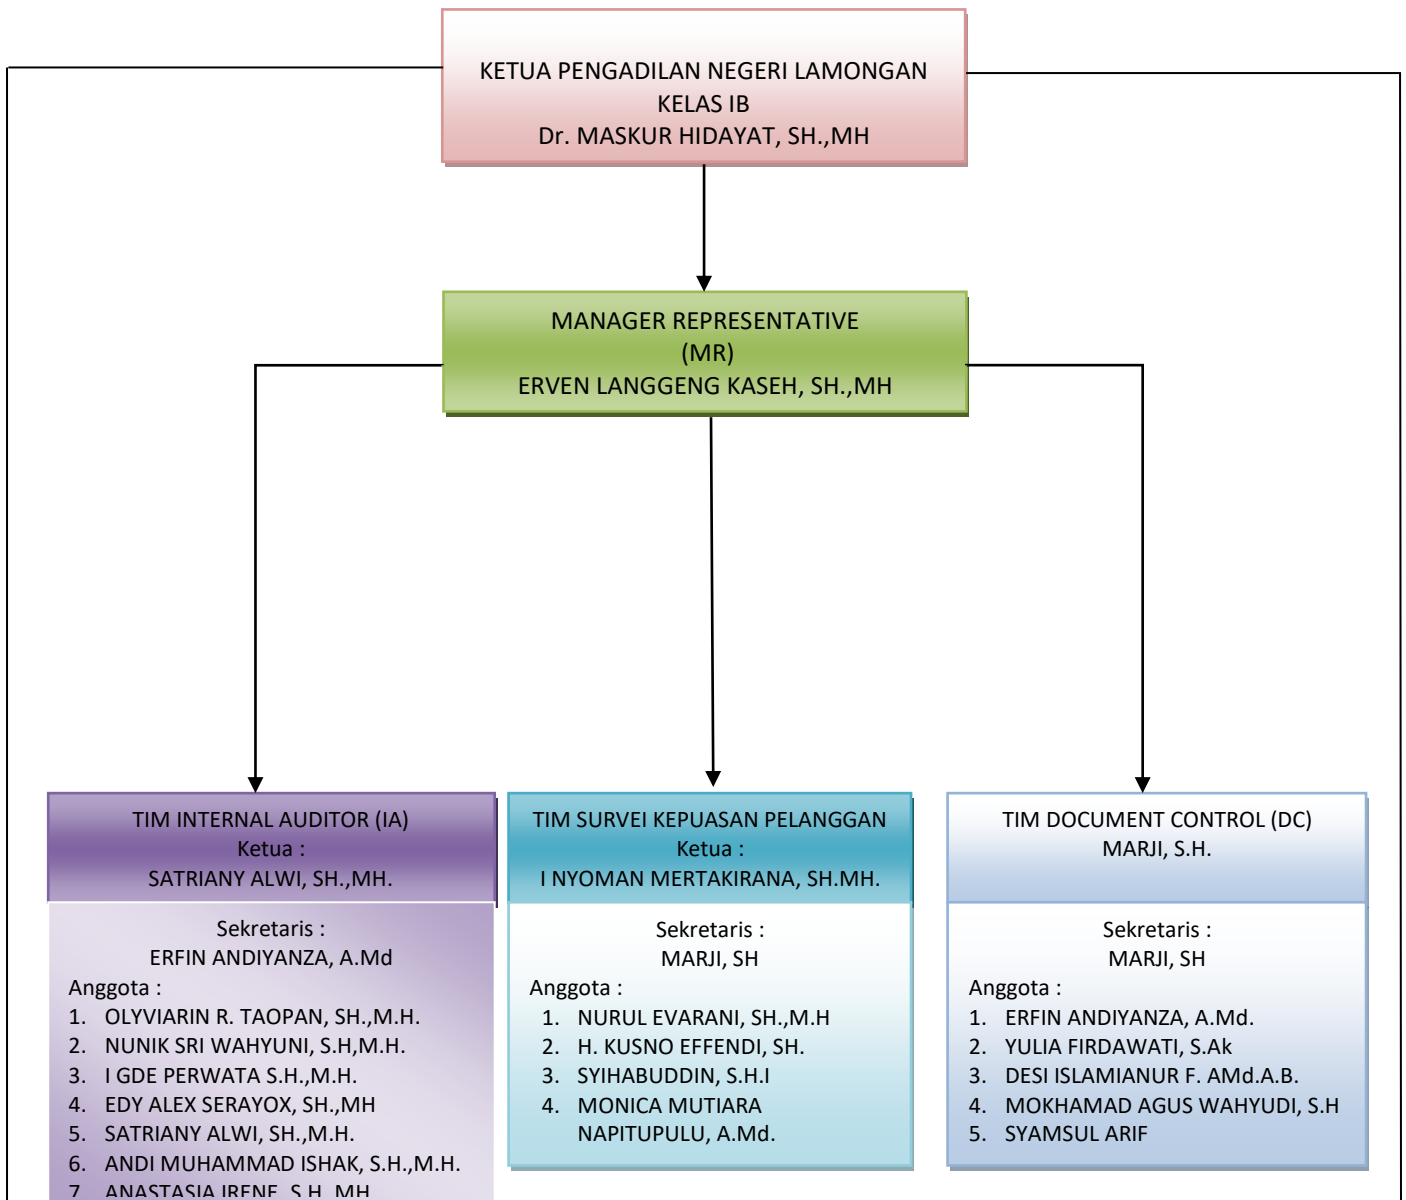 KETUA PENGADILAN NEGERI LAMONGAN
KELAS IB
Dr. MASKUR HIDAYAT, SH.,MH
MANAGER REPRESENTATIVE
(MR)
ERVEN LANGGENG KASEH, SH.,MH
TIM INTERNAL AUDITOR (IA)
Ketua :
SATRIANY ALWI, SH.,MH.
Sekretaris :
ERFIN ANDIYANZA, A.Md
Anggota :
1. OLYVIARIN R. TAOPAN, SH.,M.H.
2. NUNIK SRI WAHYUNI, S.H,M.H.
3. I GDE PERWATA S.H.,M.H.
4. EDY ALEX SERAYOX, SH.,MH
5. SATRIANY ALWI, SH.,M.H.
6. ANDI MUHAMMAD ISHAK, S.H.,M.H.
7. ANASTASIA IRENE, S.H.,MH
TIM SURVEI KEPUASAN PELANGGAN
Ketua :
I NYOMAN MERTAKIRANA, SH.MH.
Sekretaris :
MARJI, SH
Anggota :
1. NURUL EVARANI, SH.,M.H
2. H. KUSNO EFFENDI, SH.
3. SYIHABUDDIN, S.H.I
4. MONICA MUTIARA
NAPITUPULU, A.Md.
TIM DOCUMENT CONTROL (DC)
MARJI, S.H.
Sekretaris :
MARJI, SH
Anggota :
1. ERFIN ANDIYANZA, A.Md.
2. YULIA FIRDAWATI, S.Ak
3. DESI ISLAMIANUR F. AMd.A.B.
4. MOKHAMAD AGUS WAHYUDI, S.H
5. SYAMSUL ARIF